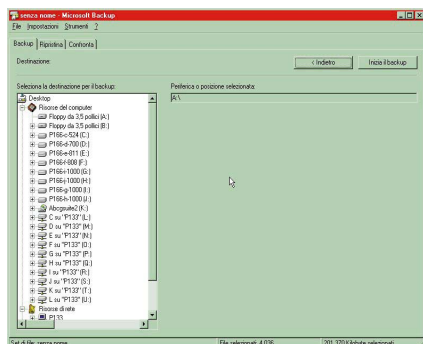 senza nome - Microsoft Backup
File Impostazioni Strumenti ?
Backup Ripristina Confronta
Destinazione:
< Indietro
Inizia il backup
Seleziona la destinazione per il backup:
Periferica o posizione selezionata:
A:\
Desktop
Risorse del computer
Floppy da 3,5 pollici (A:)
Floppy da 3,5 pollici (B:)
P166-c-524 (C:)
P166-d-700 (D:)
P166-e-811 (E:)
P166-f-808 (F:)
P166-i-1000 (G:)
P166-j-1000 (H:)
P166-g-1000 (I:)
P166-h-1000 (J:)
Abcgsuite2 (K:)
C su "P133" (L:)
D su "P133" (M:)
E su "P133" (N:)
F su "P133" (O:)
G su "P133" (P:)
H su "P133" (Q:)
I su "P133" (R:)
J su "P133" (S:)
K su "P133" (T:)
L su "P133" (U:)
Risorse di rete
P133
Set di file: senza nome
File selezionati: 4.036
201.370 Kilobyte selezionati